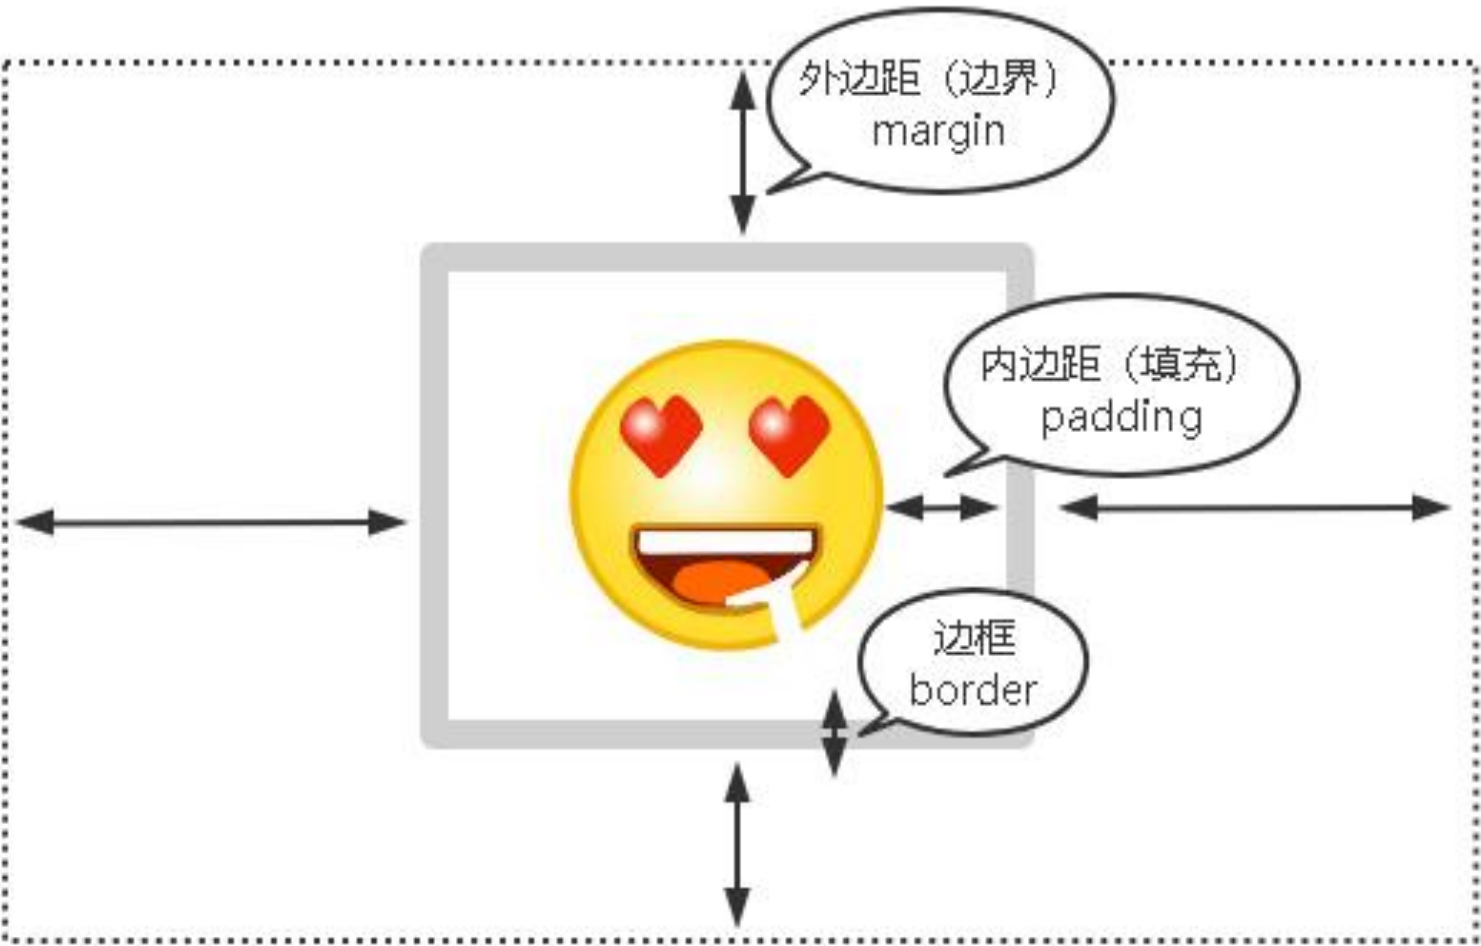 外边距（边界）
margin
内边距（填充）
padding
边框
border